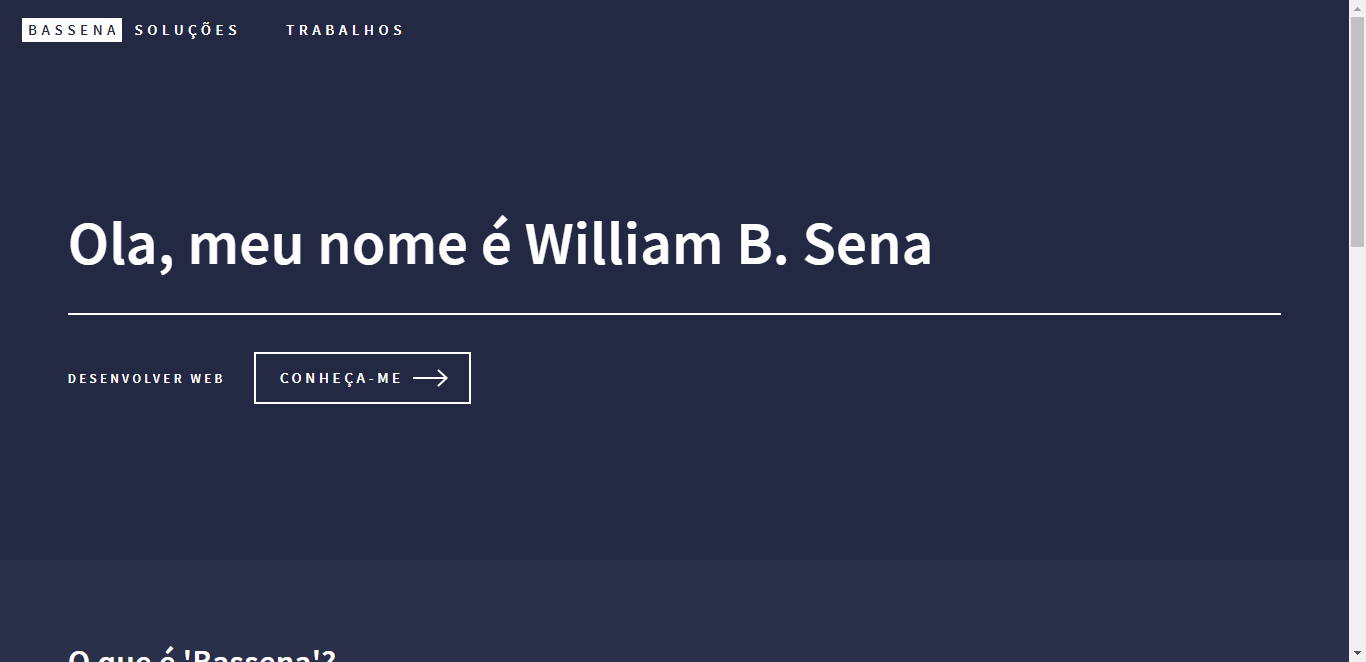 BASSENA SOLUÇÕES TRABALHOS
Ola, meu nome é William B. Sena
DESENVOLVER WEB CONHEÇA-ME
O que é 'Bassena'?